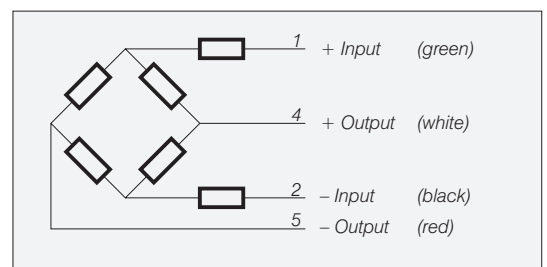 1 + Input (green)
4 + Output (white)
2 – Input (black)
5 – Output (red)